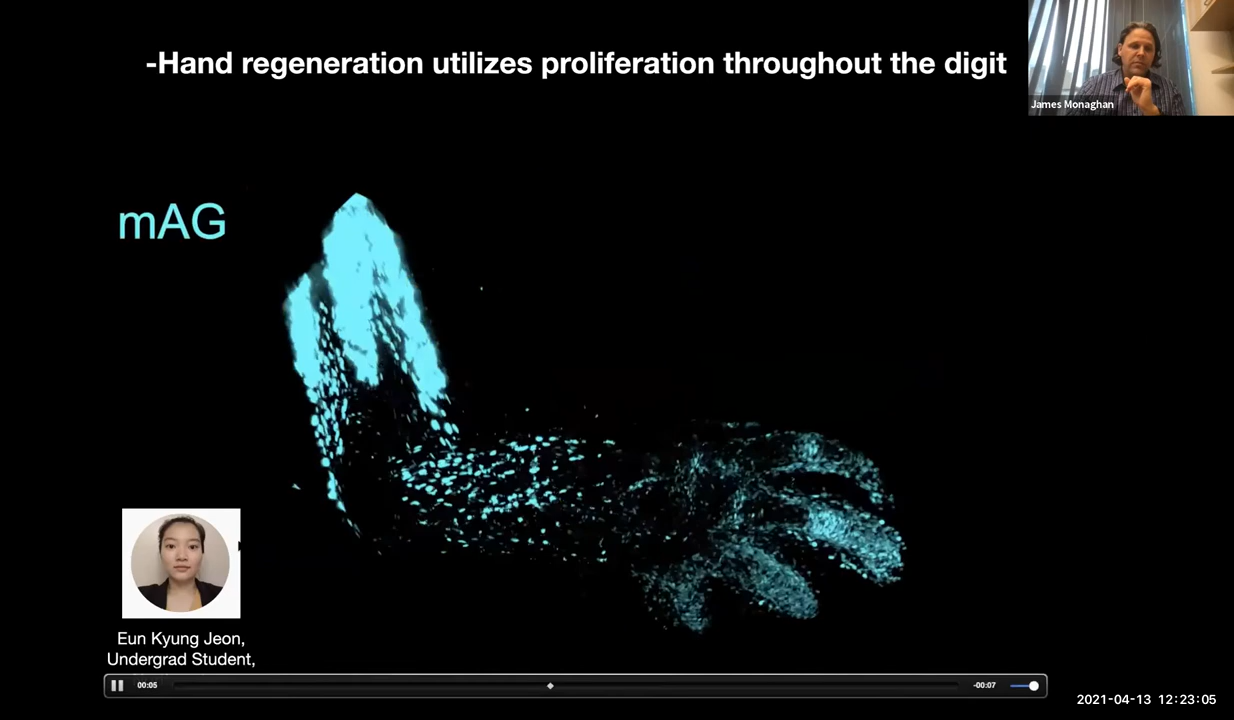 -Hand regeneration utilizes proliferation throughout the digit
James Monaghan
mAG
Eun Kyung Jeon,
Undergrad Student,
00:05
-00:07
2021-04-13 12:23:05